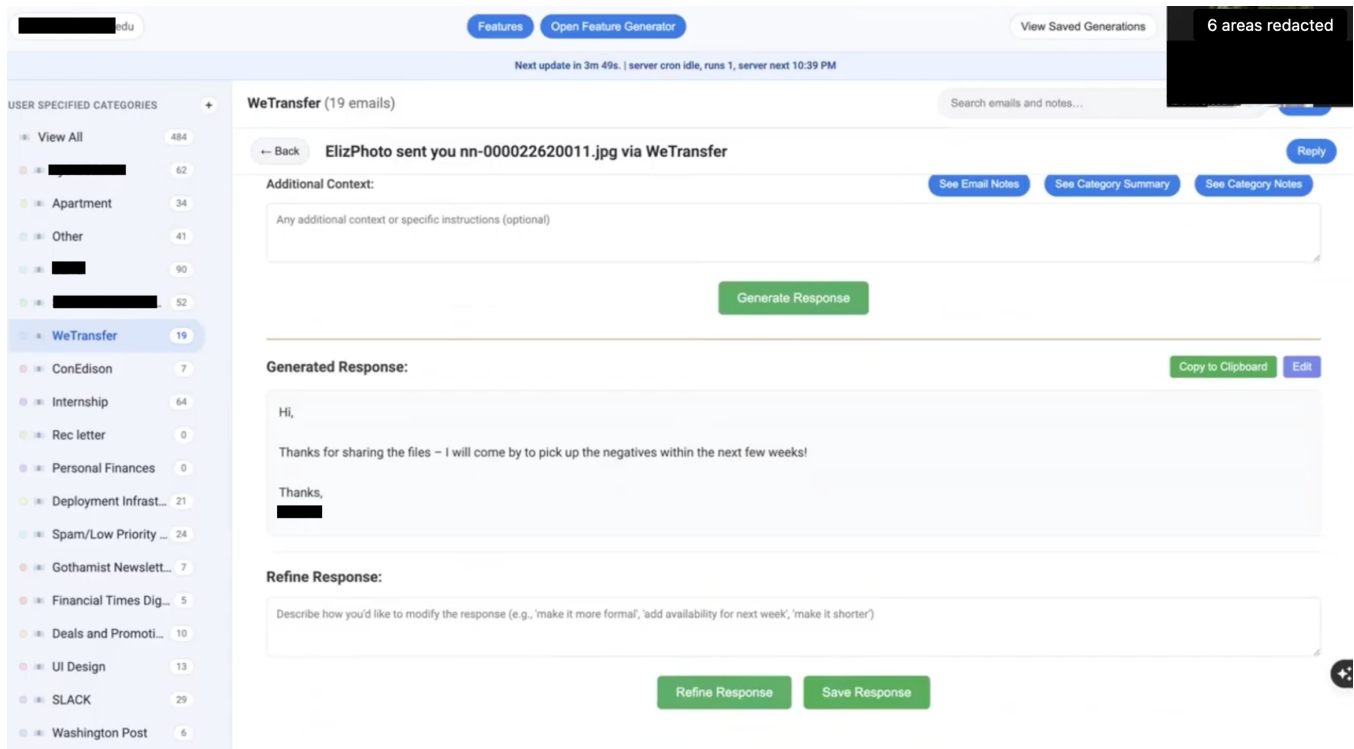 edu
Features
Open Feature Generator
View Saved Generations
6 areas redacted
Next update in 3m 49s. | server cron idle, runs 1, server next 10:39 PM
USER SPECIFIED CATEGORIES +
View All 484
62
Apartment 34
Other 41
90
52
WeTransfer 19
ConEdison 7
Internship 64
Rec letter 0
Personal Finances 0
Deployment Infrast... 21
Spam/Low Priority ... 24
Gothamist Newslett... 7
Financial Times Dig... 5
Deals and Promoti... 10
UI Design 13
SLACK 29
Washington Post 6
WeTransfer (19 emails)
Search emails and notes...
← Back
ElizPhoto sent you nn-000022620011.jpg via WeTransfer
Reply
Additional Context:
See Email Notes
See Category Summary
See Category Notes
Any additional context or specific instructions (optional)
Generate Response
Generated Response:
Copy to Clipboard
Edit
Hi,
Thanks for sharing the files – I will come by to pick up the negatives within the next few weeks!
Thanks,
Refine Response:
Describe how you'd like to modify the response (e.g., 'make it more formal', 'add availability for next week', 'make it shorter')
Refine Response
Save Response